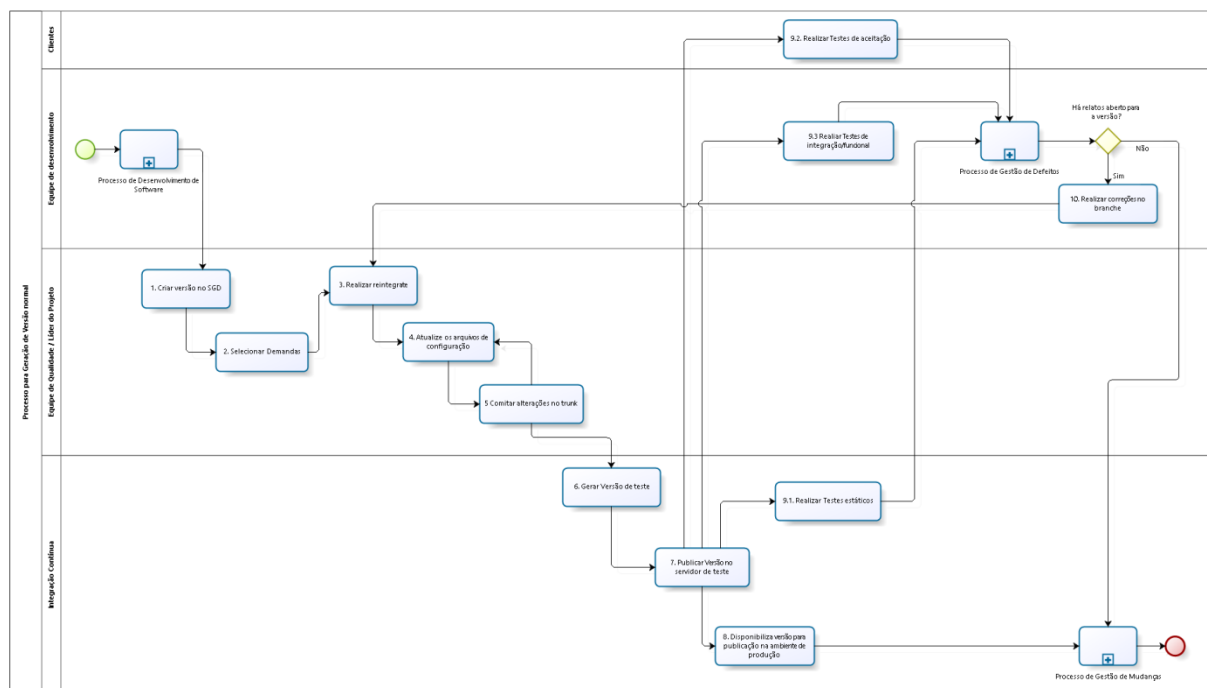 Processo para Geração de Versão normal
Clientes
9.2. Realizar Testes de aceitação
Equipe de desenvolvimento
Processo de Desenvolvimento de
Software
9.3 Realiar Testes de
integração/funcional
Processo de Gestão de Defeitos
Há relatos aberto para
a versão?
Não
Sim
10. Realizar correções no
branche
Equipe de Qualidade / Líder do Projeto
1. Criar versão no SGD
2. Selecionar Demandas
3. Realizar reintegrate
4. Atualize os arquivos de
configuração
5 Comitar alterações no trunk
Integração Contínua
6. Gerar Versão de teste
7. Publicar Versão no
servidor de teste
9.1. Realizar Testes estáticos
8. Disponibiliza versão para
publicação na ambiente de
produção
Processo de Gestão de Mudanças